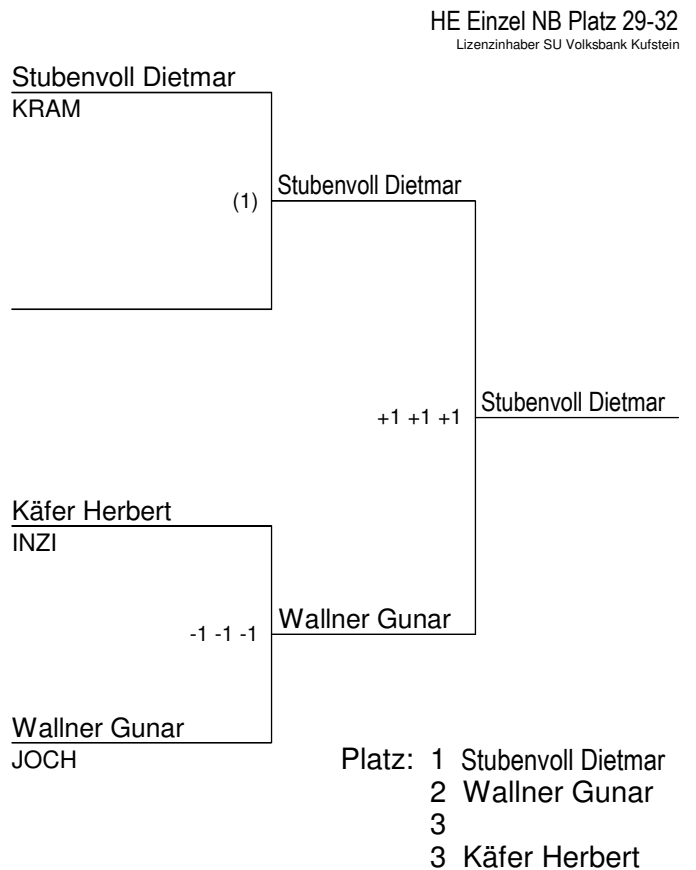 HE Einzel NB Platz 29-32
Lizenzinhaber SU Volksbank Kufstein
Stubenvoll Dietmar
KRAM
(1) Stubenvoll Dietmar
+1 +1 +1 Stubenvoll Dietmar
Käfer Herbert
INZI
-1 -1 -1 Wallner Gunar
Wallner Gunar
JOCH
Platz: 1 Stubenvoll Dietmar
2 Wallner Gunar
3
3 Käfer Herbert